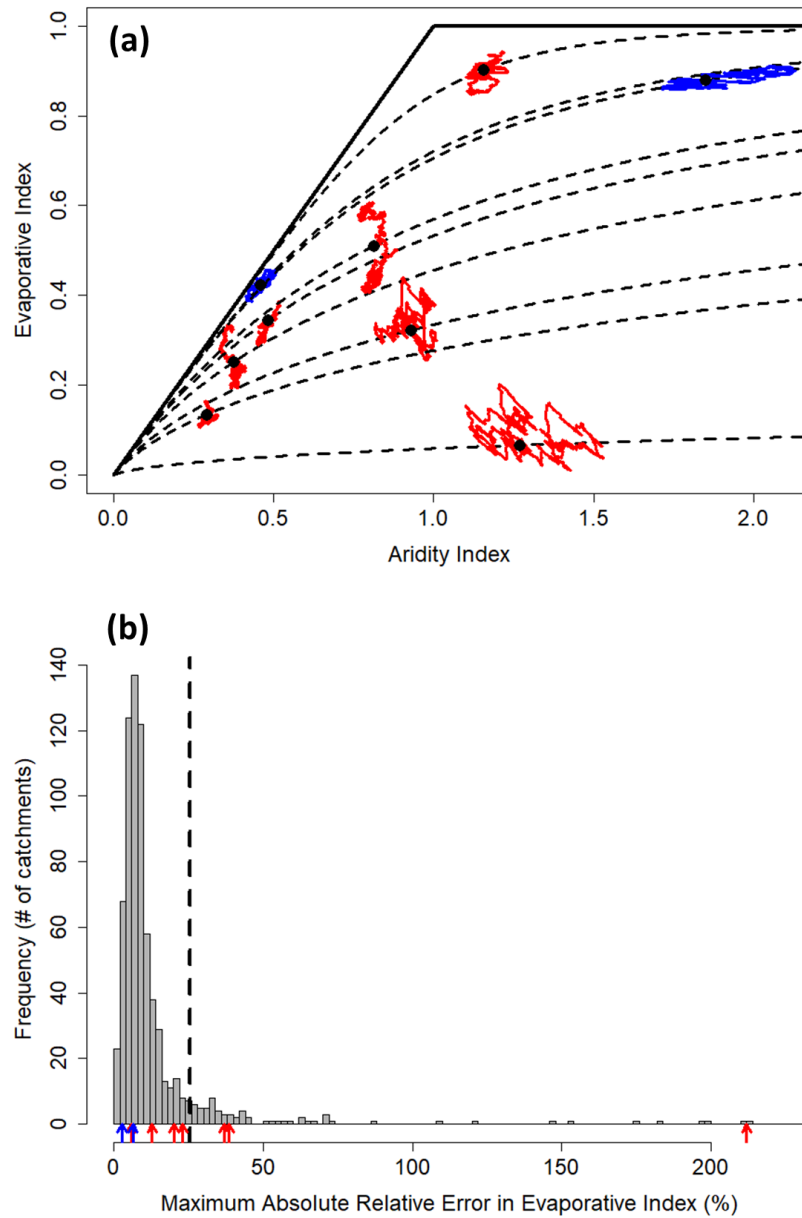 (a)
1.0
0.8
0.6
0.4
0.2
0.0
Evaporative Index
0.0 0.5 1.0 1.5 2.0
Aridity Index
(b)
140
120
100
80
60
40
20
0
Frequency (# of catchments)
0 50 100 150 200
Maximum Absolute Relative Error in Evaporative Index (%)